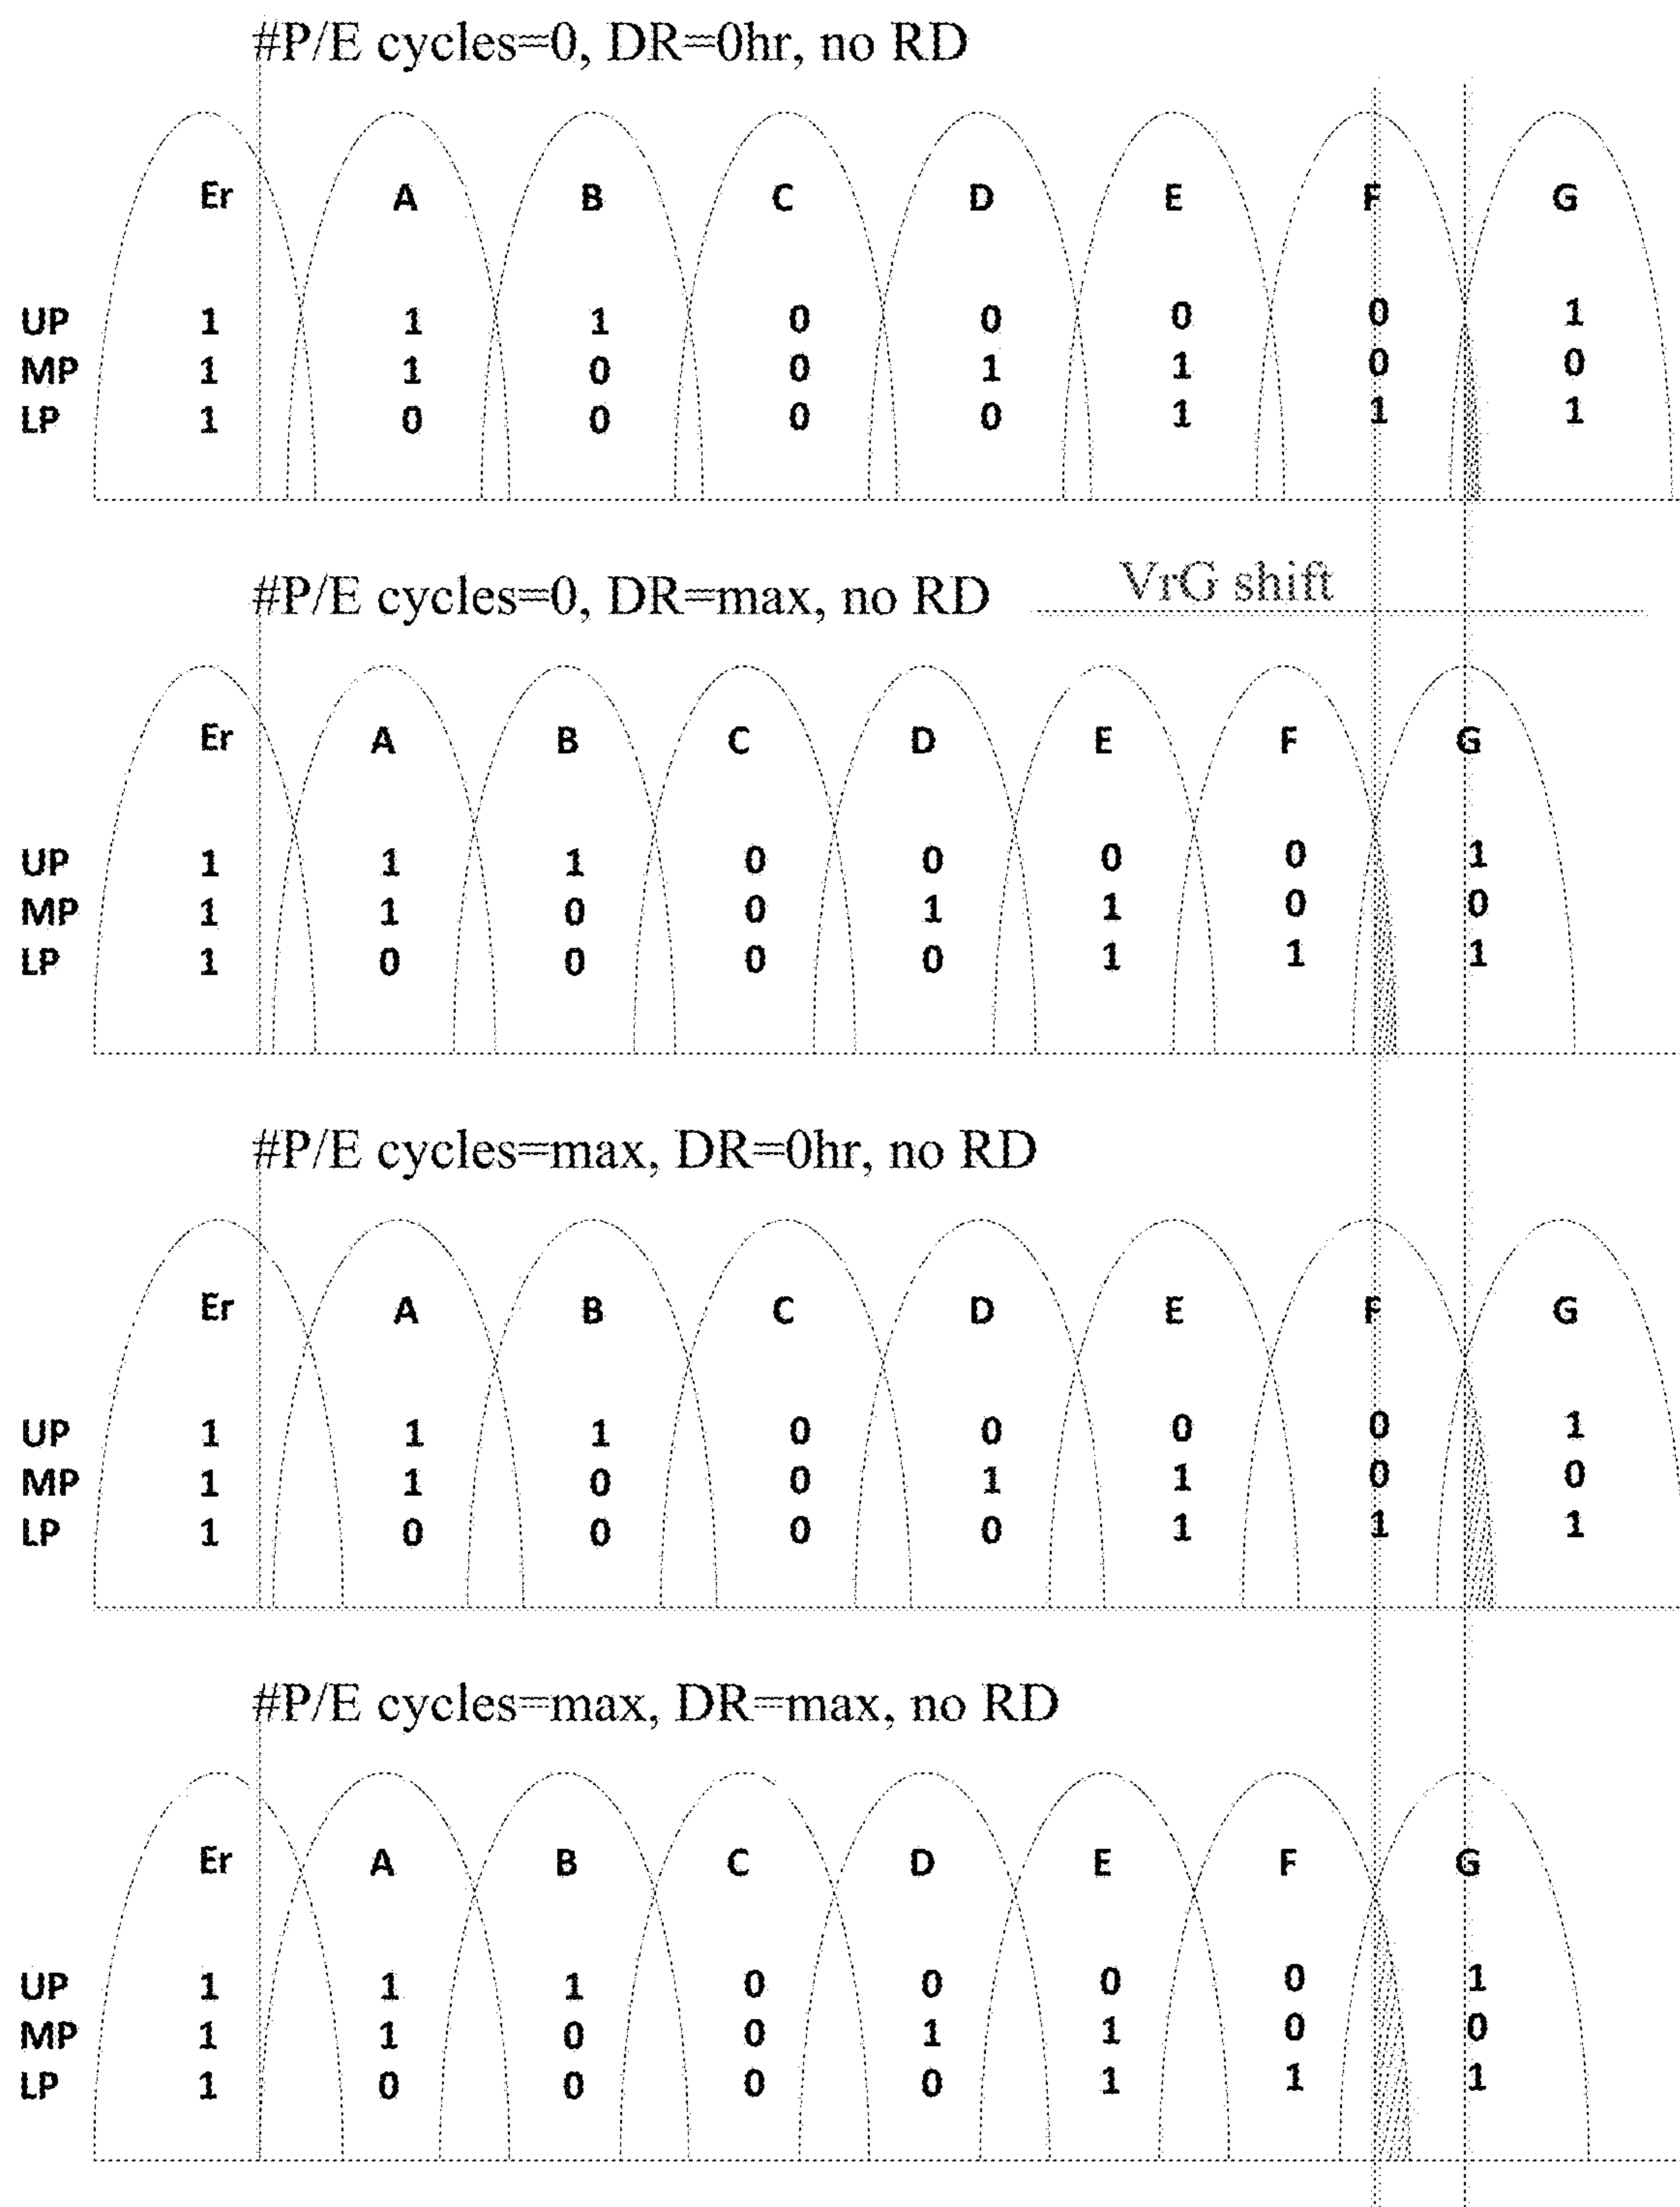 #P/E cycles=0, DR=0hr, no RD
Er A B C D E F G
UP 1 1 1 0 0 0 0 1
MP 1 1 0 0 1 1 0 0
LP 1 0 0 0 0 1 1 1
#P/E cycles=0, DR=max, no RD
VrG shift
Er A B C D E F G
UP 1 1 1 0 0 0 0 1
MP 1 1 0 0 1 1 0 0
LP 1 0 0 0 0 1 1 1
#P/E cycles=max, DR=0hr, no RD
Er A B C D E F G
UP 1 1 1 0 0 0 0 1
MP 1 1 0 0 1 1 0 0
LP 1 0 0 0 0 1 1 1
#P/E cycles=max, DR=max, no RD
Er A B C D E F G
UP 1 1 1 0 0 0 0 1
MP 1 1 0 0 1 1 0 0
LP 1 0 0 0 0 1 1 1